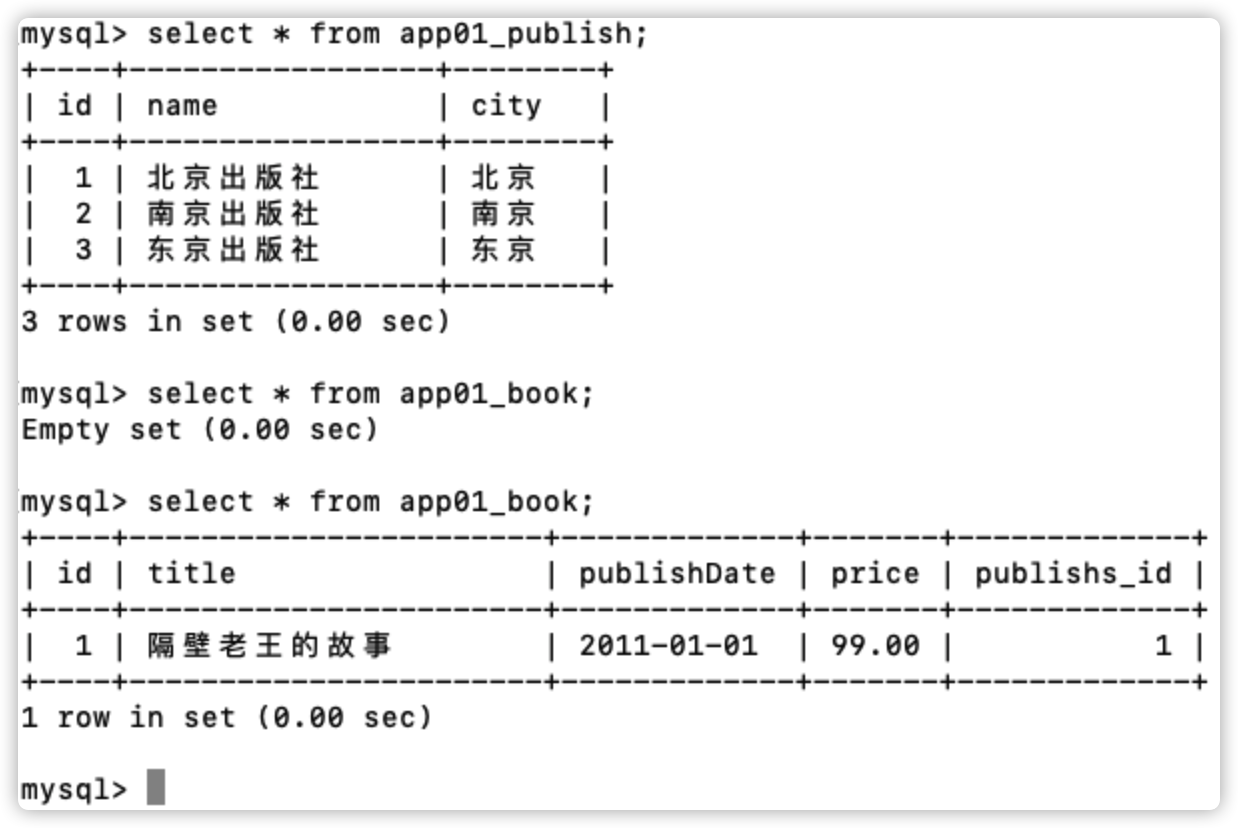 mysql> select * from app01_publish;
+----+-----------------+--------+
| id | name            | city   |
+----+-----------------+--------+
|  1 | 北京出版社      | 北京   |
|  2 | 南京出版社      | 南京   |
|  3 | 东京出版社      | 东京   |
+----+-----------------+--------+
3 rows in set (0.00 sec)
mysql> select * from app01_book;
Empty set (0.00 sec)
mysql> select * from app01_book;
+----+-----------------------+-------------+-------+-------------+
| id | title                 | publishDate | price | publishs_id |
+----+-----------------------+-------------+-------+-------------+
|  1 | 隔壁老王的故事        | 2011-01-01  | 99.00 |           1 |
+----+-----------------------+-------------+-------+-------------+
1 row in set (0.00 sec)
mysql>